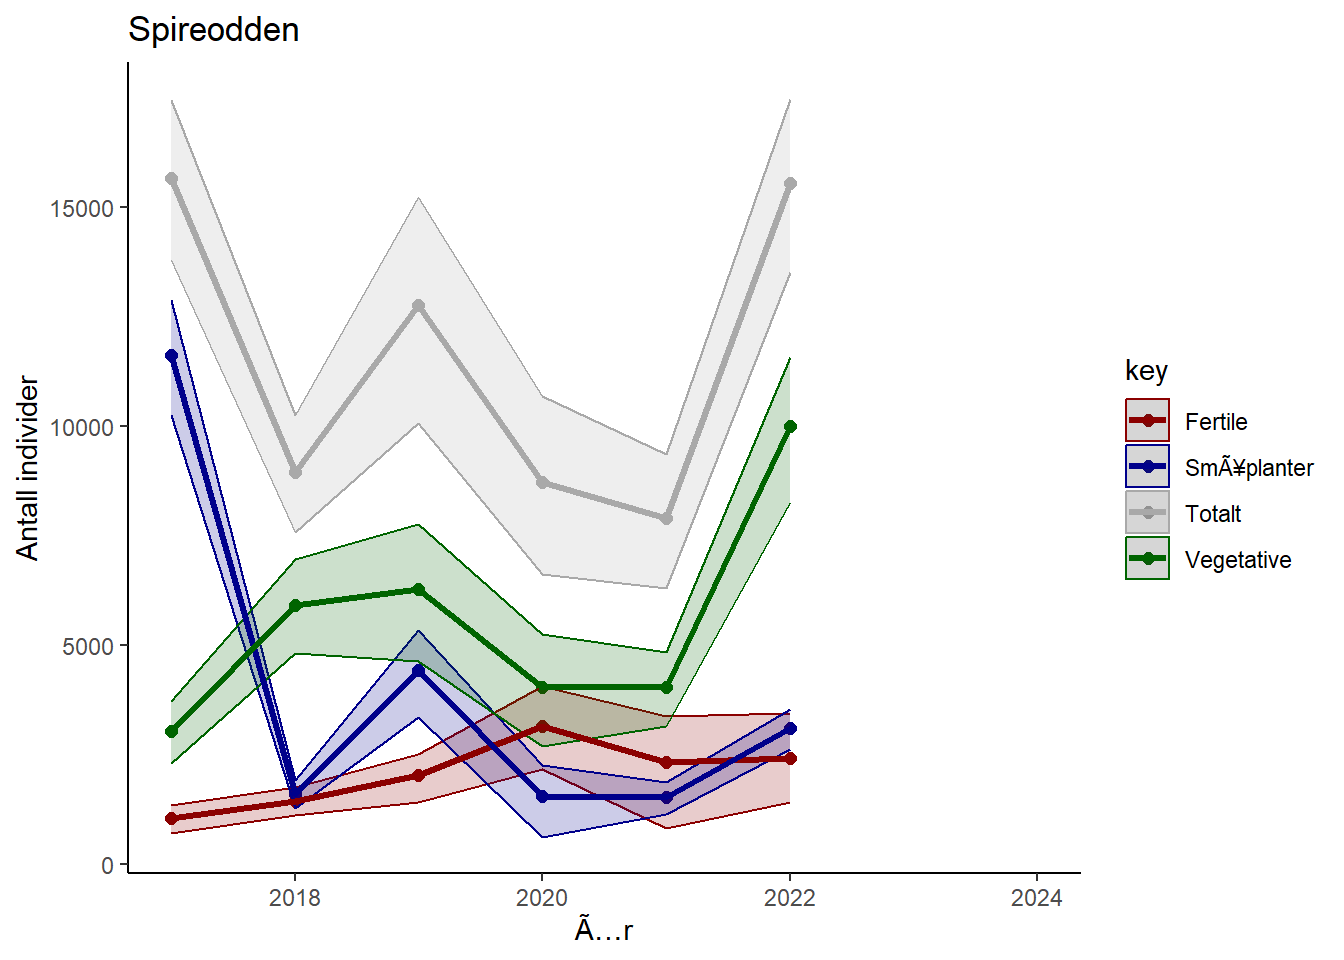 Spireodden
Antall individer
15000
10000
5000
0
2018 2020 2022 2024
Ã…r
key
Fertile
SmÃ¥planter
Totalt
Vegetative